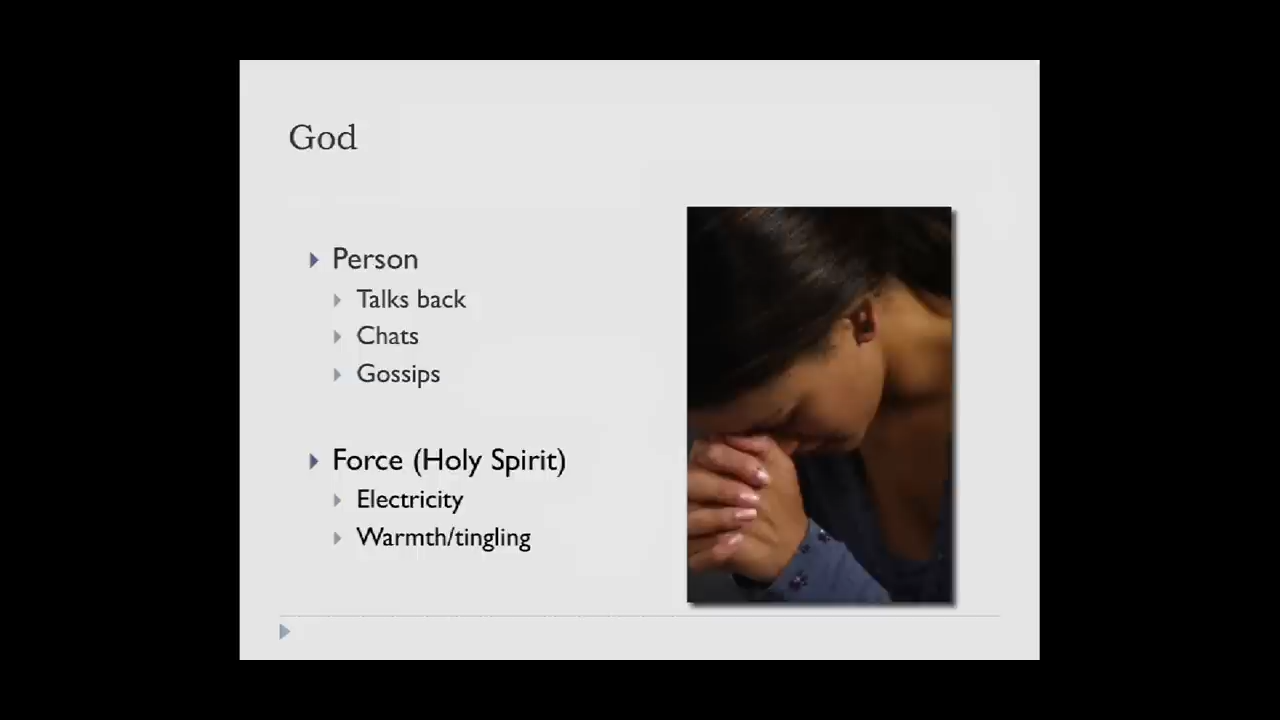 God
Person
Talks back
Chats
Gossips
Force (Holy Spirit)
Electricity
Warmth/tingling